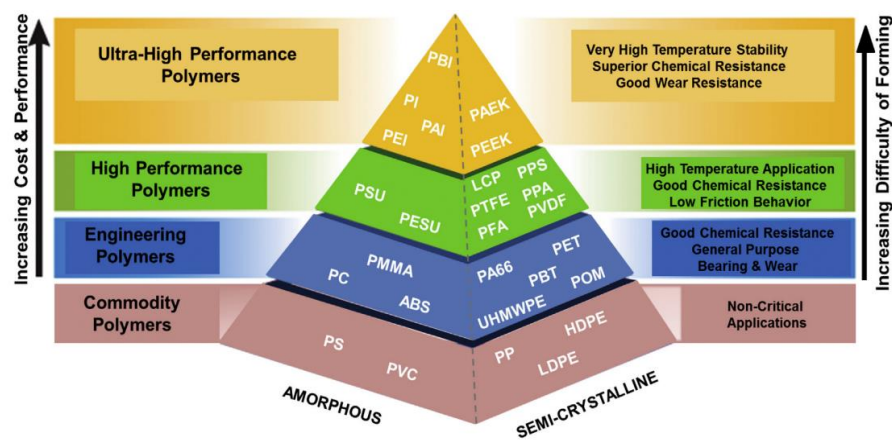 Increasing Cost & Performance
Ultra-High Performance
Polymers
PBI
PI
PAI
PEI
PAEK
PEEK
Very High Temperature Stability
Superior Chemical Resistance
Good Wear Resistance
Increasing Difficulty of Forming
High Performance
Polymers
PSU
PESU
LCP
PPS
PTFE
PPA
PFA
PVDF
High Temperature Application
Good Chemical Resistance
Low Friction Behavior
Engineering
Polymers
PMMA
PC
ABS
PA66
PET
PBT
POM
UHMWPE
Good Chemical Resistance
General Purpose
Bearing & Wear
Commodity
Polymers
PS
PVC
PP
HDPE
LDPE
Non-Critical
Applications
AMORPHOUS
SEMI-CRYSTALLINE